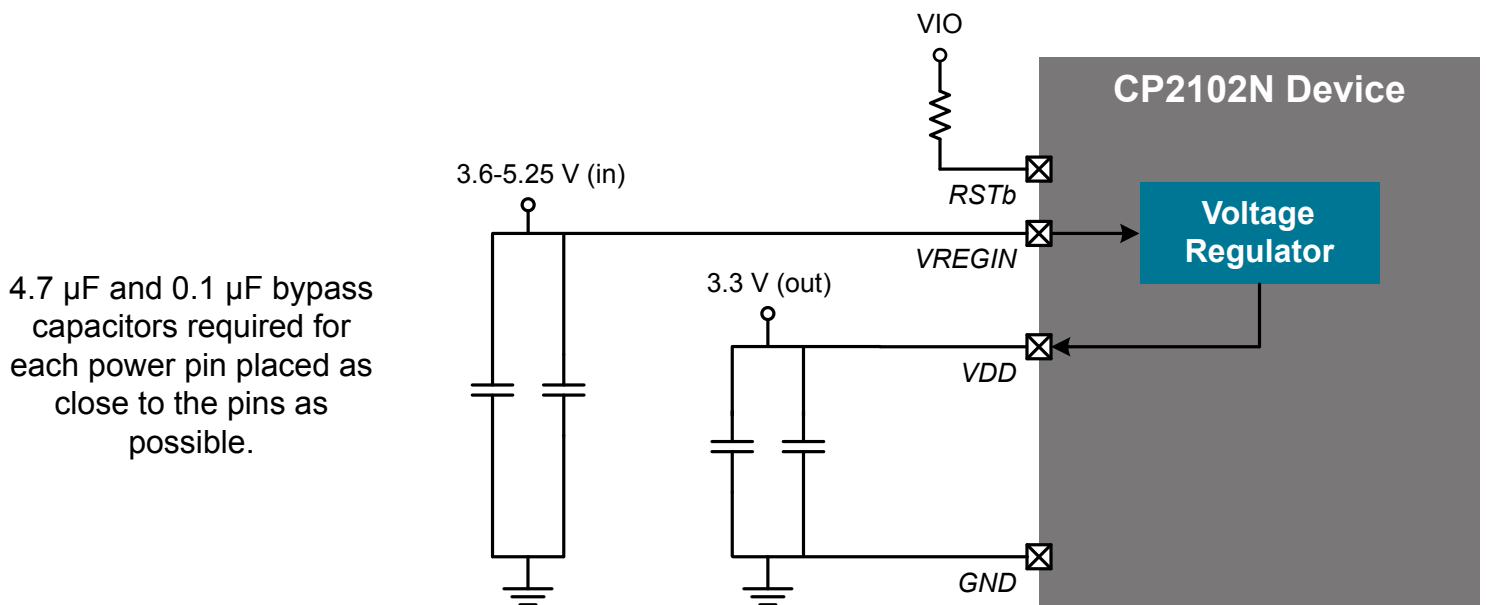 VIO
CP2102N Device
3.6-5.25 V (in)
RSTb
Voltage
Regulator
VREGIN
4.7 µF and 0.1 µF bypass
capacitors required for
each power pin placed as
close to the pins as
possible.
3.3 V (out)
VDD
GND